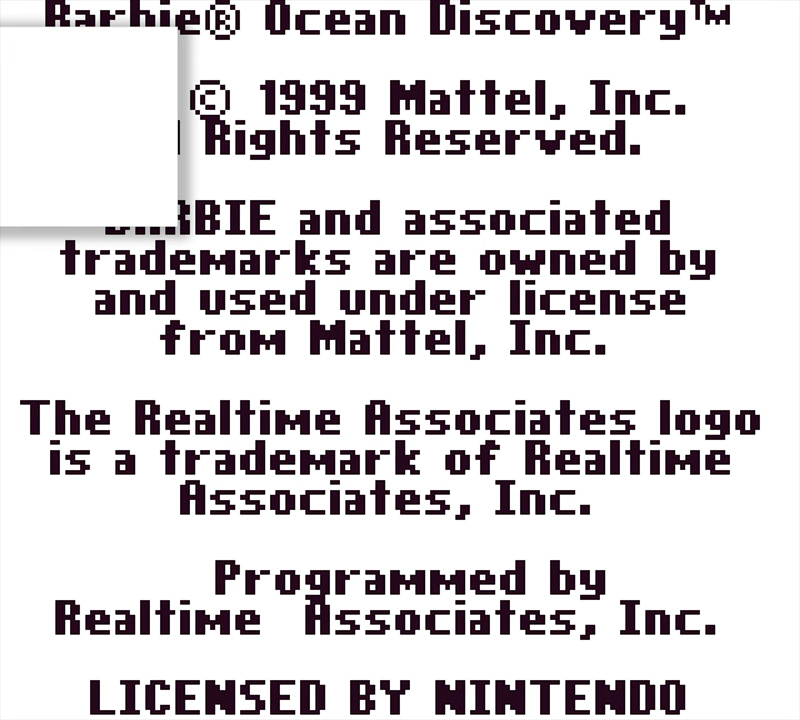 Barbie® Ocean Discovery™
© 1999 Mattel, Inc.
Rights Reserved.
BARBIE and associated
trademarks are owned by
and used under license
from Mattel, Inc.
The Realtime Associates logo
is a trademark of Realtime
Associates, Inc.
Programmed by
Realtime Associates, Inc.
LICENSED BY NINTENDO